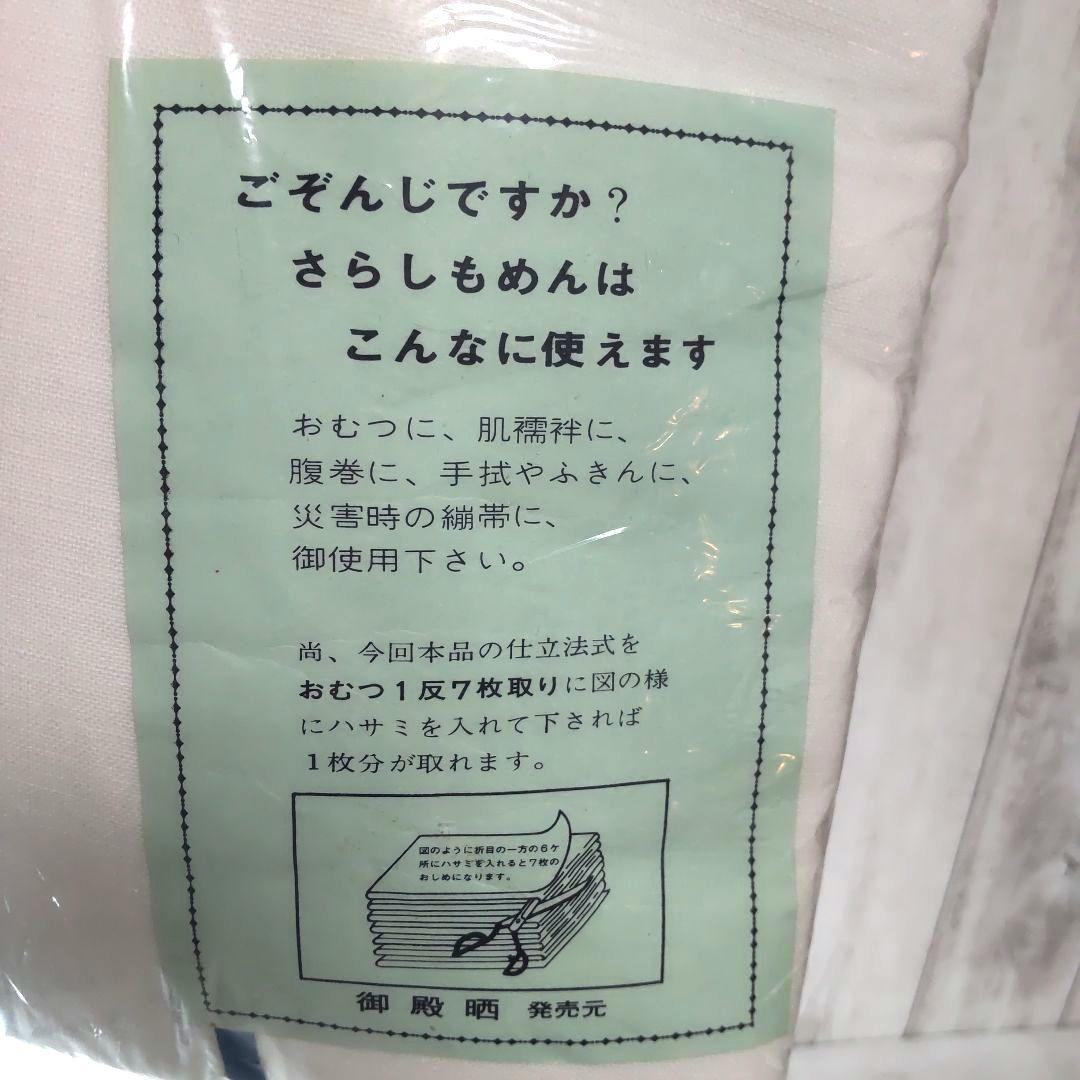 ごぞんじですか?
さらしもめんは
こんなに使えます
おむつに、肌襦袢に、
腹巻に、手拭やふきんに、
災害時の繃帯に、
御使用下さい。
尚、今回本品の仕立法式を
おむつ1反7枚取りに図の様
にハサミを入れて下されば
1枚分が取れます。
図のように折目の一方の6ケ
所にハサミを入れると7枚の
おしめになります。
御殿晒 発売元